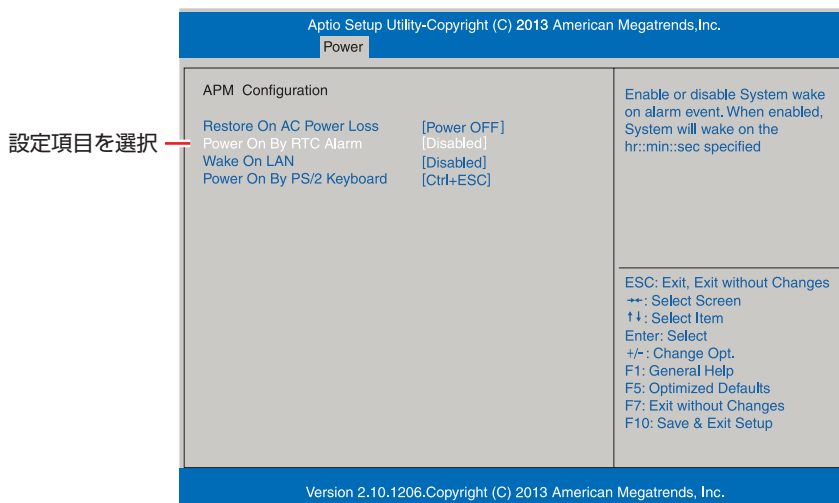 Aptio Setup Utility-Copyright (C) 2013 American Megatrends,Inc.
Power
設定項目を選択
APM Configuration
Restore On AC Power Loss [Power OFF]
Power On By RTC Alarm [Disabled]
Wake On LAN [Disabled]
Power On By PS/2 Keyboard [Ctrl+ESC]
Enable or disable System wake
on alarm event. When enabled,
System will wake on the
hr::min::sec specified
ESC: Exit, Exit without Changes
→←: Select Screen
↑↓: Select Item
Enter: Select
+/- : Change Opt.
F1: General Help
F5: Optimized Defaults
F7: Exit without Changes
F10: Save & Exit Setup
Version 2.10.1206.Copyright (C) 2013 American Megatrends, Inc.